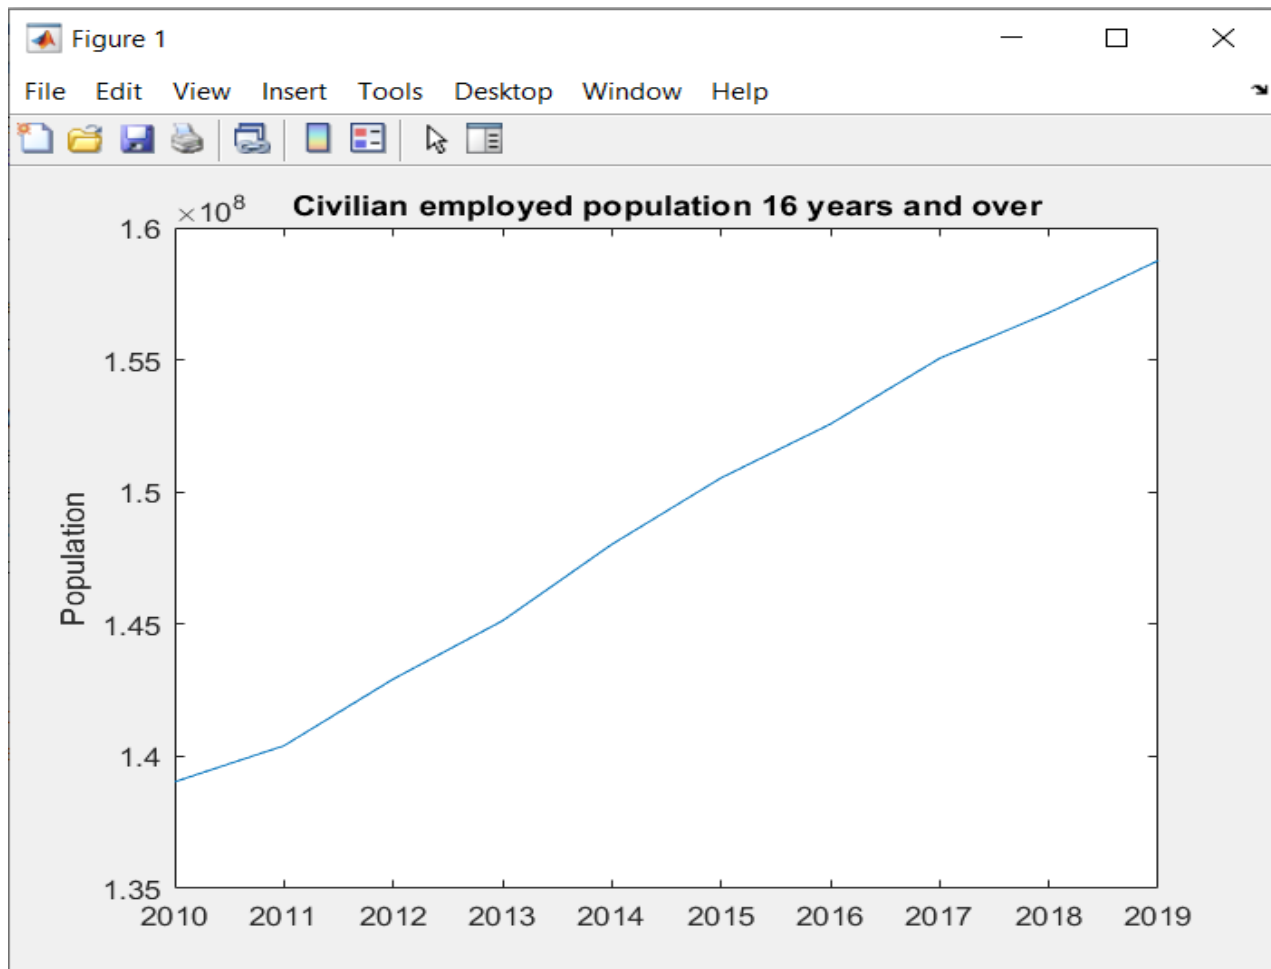 Figure 1
File Edit View Insert Tools Desktop Window Help
×10⁸
Civilian employed population 16 years and over
1.6
1.55
1.5
1.45
1.4
1.35
Population
2010 2011 2012 2013 2014 2015 2016 2017 2018 2019